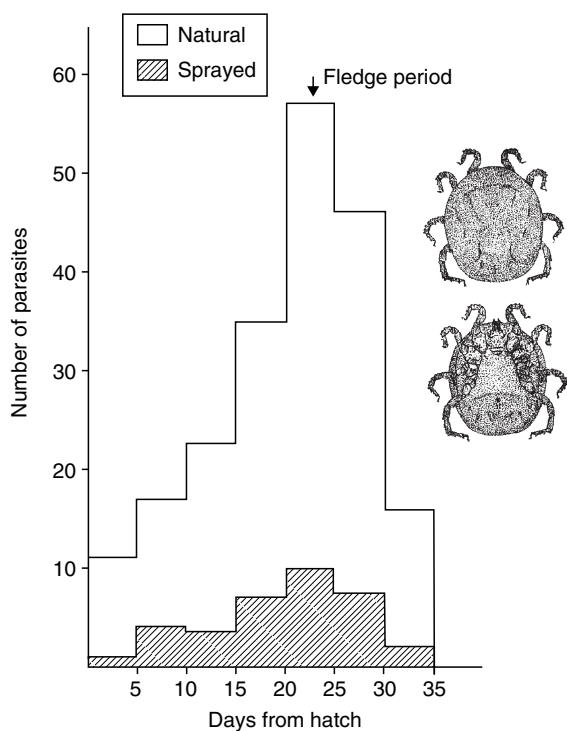 Natural
Sprayed
Fledge period
60
50
40
30
20
10
Number of parasites
5 10 15 20 25 30 35
Days from hatch